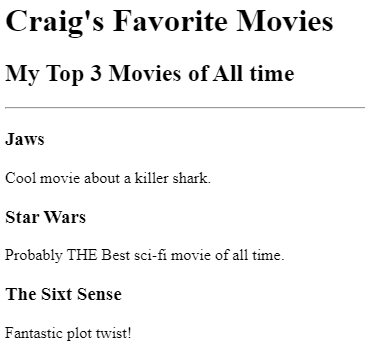 Craig's Favorite Movies
My Top 3 Movies of All time
Jaws
Cool movie about a killer shark.
Star Wars
Probably THE Best sci-fi movie of all time.
The Sixt Sense
Fantastic plot twist!